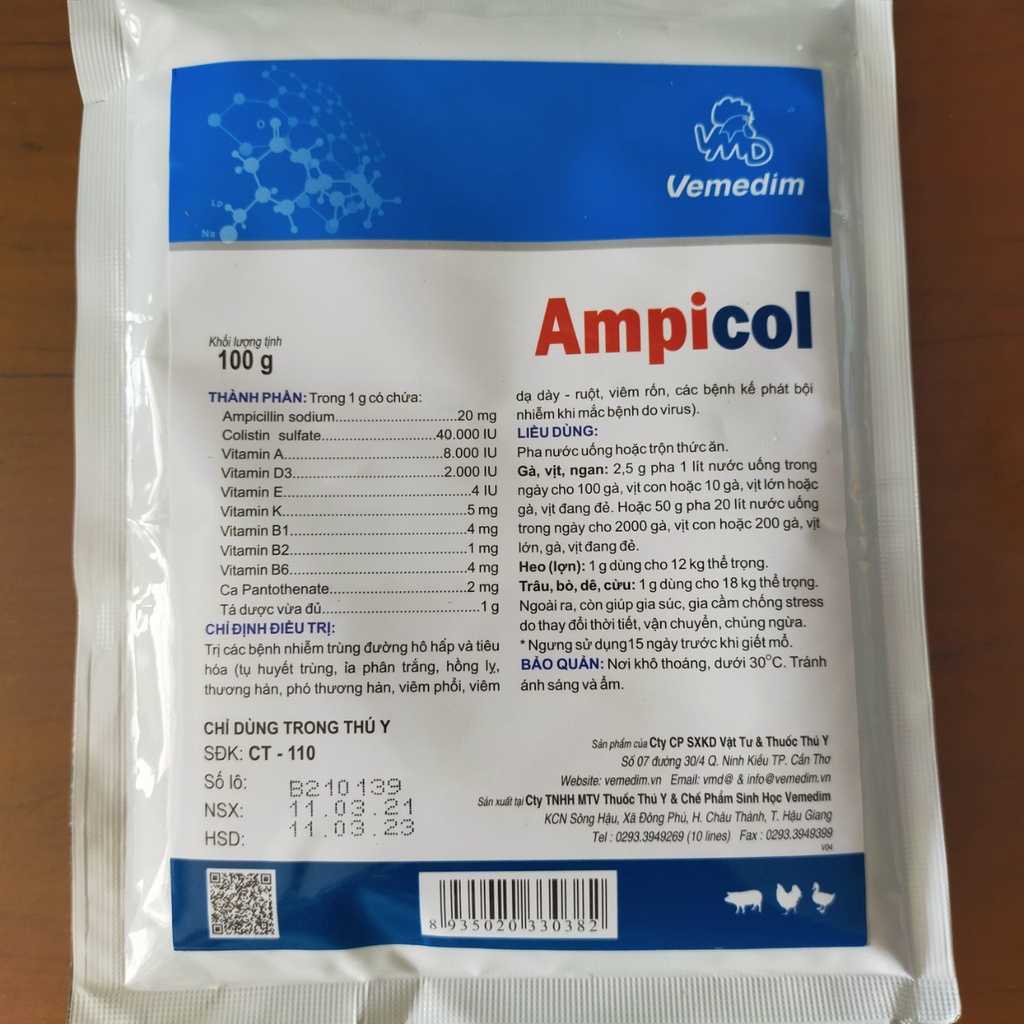 VMD
Vemedim
O
Lp
Na
Ampicol
Khối lượng tịnh
100 g
THÀNH PHẦN: Trong 1 g có chứa:
Ampicillin sodium..........................20 mg
Colistin sulfate........................40.000 IU
Vitamin A.................................8.000 IU
Vitamin D3...............................2.000 IU
Vitamin E.......................................4 IU
Vitamin K......................................5 mg
Vitamin B1....................................4 mg
Vitamin B2....................................1 mg
Vitamin B6....................................4 mg
Ca Pantothenate............................2 mg
Tá dược vừa đủ................................1 g
CHỈ ĐỊNH ĐIỀU TRỊ:
Trị các bệnh nhiễm trùng đường hô hấp và tiêu
hóa (tụ huyết trùng, ỉa phân trắng, hồng lỵ,
thương hàn, phó thương hàn, viêm phổi, viêm
dạ dày - ruột, viêm rốn, các bệnh kế phát bội
nhiễm khi mắc bệnh do virus).
LIỀU DÙNG:
Pha nước uống hoặc trộn thức ăn.
Gà, vịt, ngan: 2,5 g pha 1 lít nước uống trong
ngày cho 100 gà, vịt con hoặc 10 gà, vịt lớn hoặc
gà, vịt đang đẻ. Hoặc 50 g pha 20 lít nước uống
trong ngày cho 2000 gà, vịt con hoặc 200 gà, vịt
lớn, gà, vịt đang đẻ.
Heo (lợn): 1 g dùng cho 12 kg thể trọng.
Trâu, bò, dê, cừu: 1 g dùng cho 18 kg thể trọng.
Ngoài ra, còn giúp gia súc, gia cầm chống stress
do thay đổi thời tiết, vận chuyển, chủng ngừa.
* Ngưng sử dụng 15 ngày trước khi giết mổ.
BẢO QUẢN: Nơi khô thoáng, dưới 30°C. Tránh
ánh sáng và ẩm.
CHỈ DÙNG TRONG THÚ Y
SĐK: CT - 110
Số lô: B210139
NSX: 11.03.21
HSD: 11.03.23
Sản phẩm của Cty CP SXKD Vật Tư & Thuốc Thú Y
Số 07 đường 30/4 Q. Ninh Kiều TP. Cần Thơ
Website: vemedim.vn Email: vmd@ & info@vemedim.vn
Sản xuất tại Cty TNHH MTV Thuốc Thú Y & Chế Phẩm Sinh Học Vemedim
KCN Sông Hậu, Xã Đông Phú, H. Châu Thành, T. Hậu Giang
Tel : 0293.3949269 (10 lines) Fax : 0293.3949399
V04
8 935020 330382